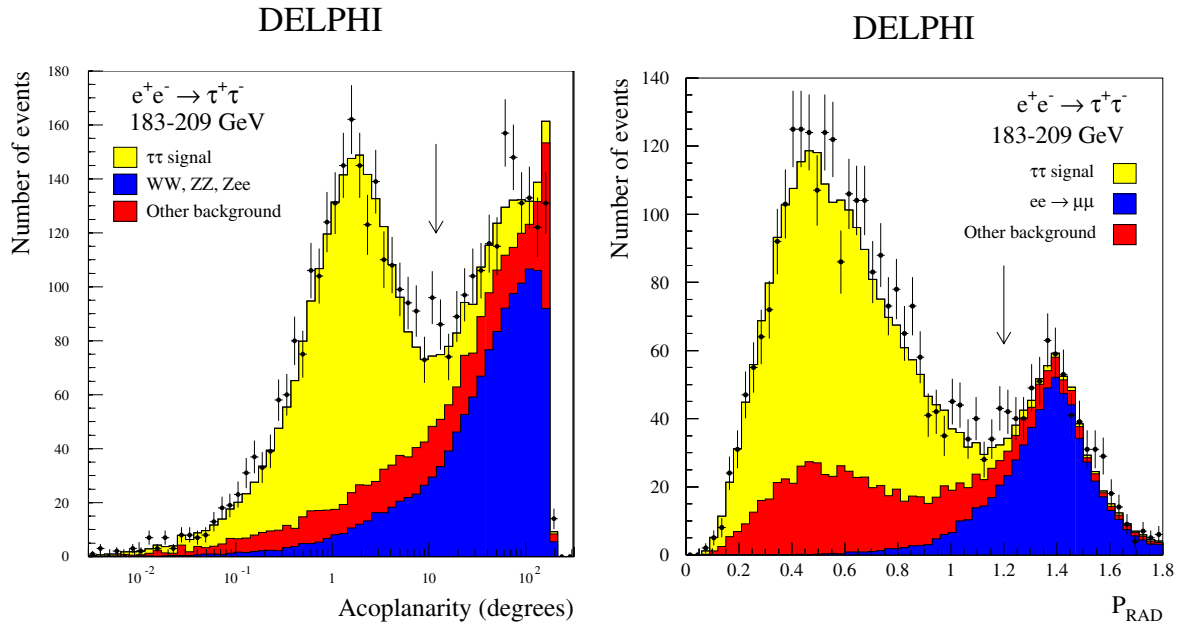 DELPHI
Number of events
180
160
140
120
100
80
60
40
20
0
e⁺e⁻ → τ⁺τ⁻
183-209 GeV
ττ signal
WW, ZZ, Zee
Other background
10⁻² 10⁻¹ 1 10 10²
Acoplanarity (degrees)
DELPHI
Number of events
140
120
100
80
60
40
20
0
e⁺e⁻ → τ⁺τ⁻
183-209 GeV
ττ signal
ee → μμ
Other background
0 0.2 0.4 0.6 0.8 1 1.2 1.4 1.6 1.8
P_RAD